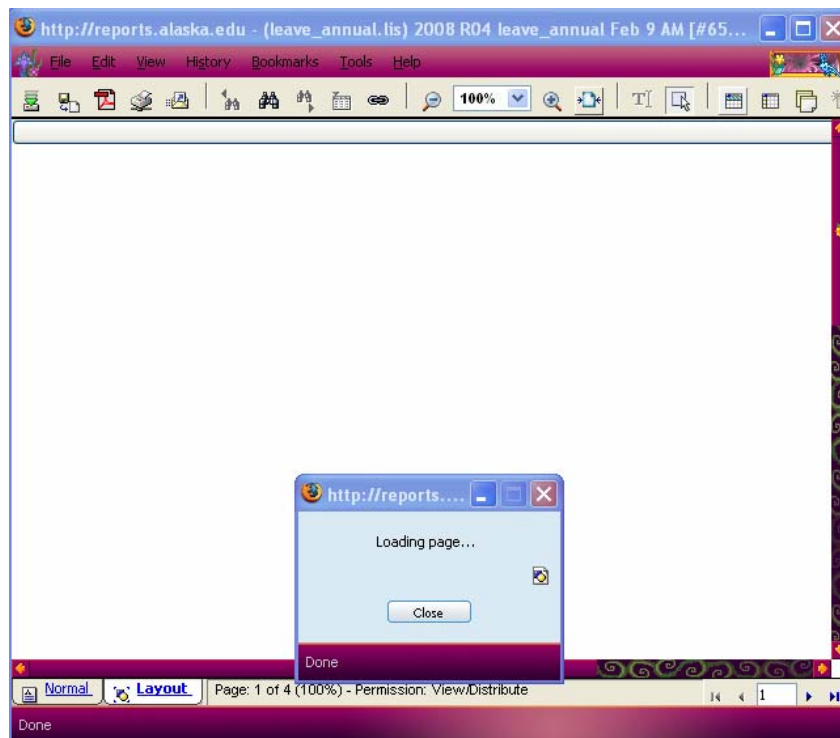 http://reports.alaska.edu - (leave_annual.lis) 2008 R04 leave_annual Feb 9 AM [#65...
File Edit View History Bookmarks Tools Help
100%
http://reports....
Loading page...
Close
Done
Normal Layout Page: 1 of 4 (100%) - Permission: View/Distribute 1
Done